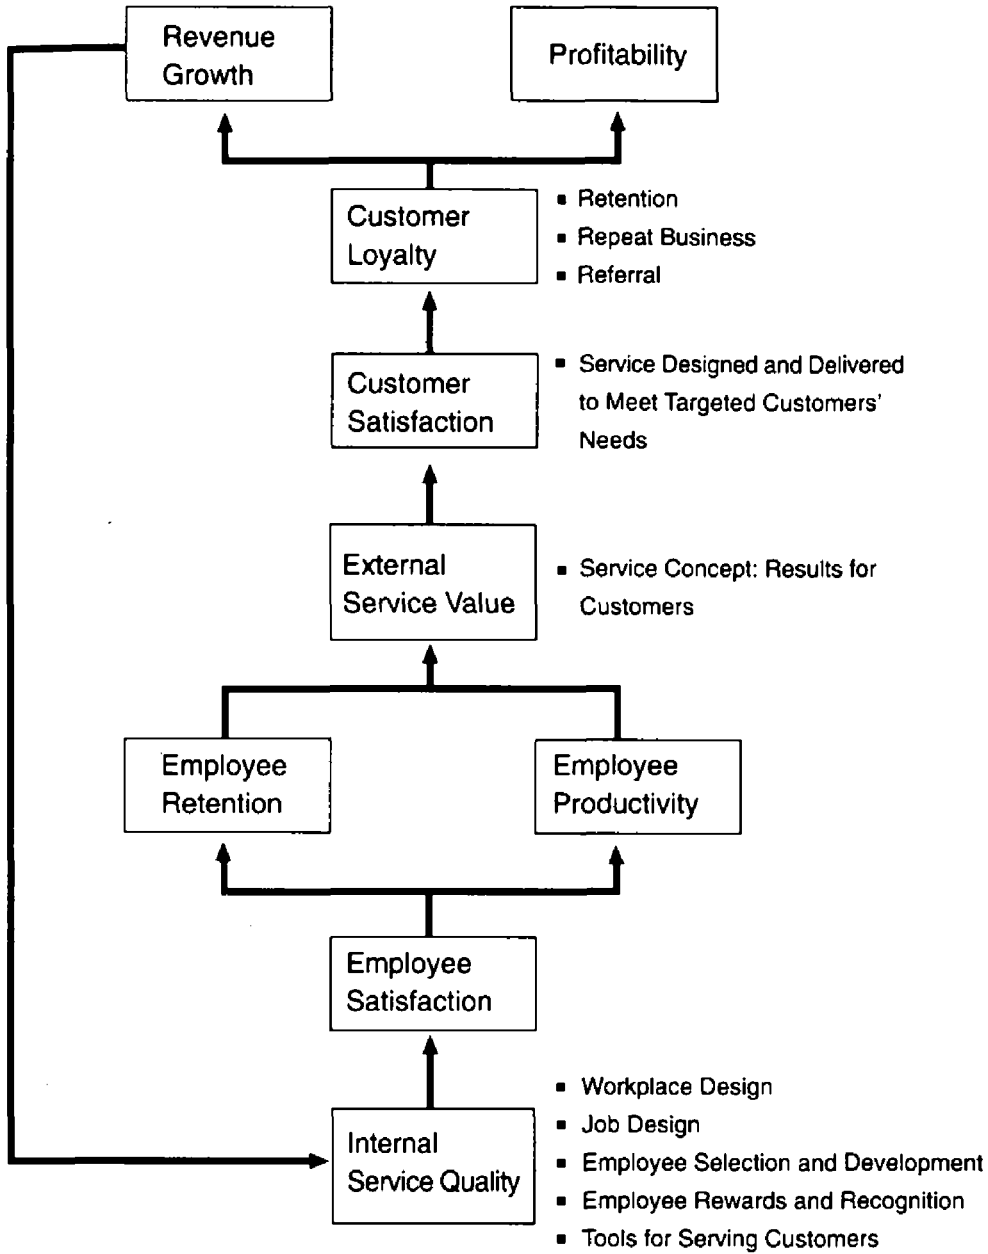 Revenue
Growth
Profitability
Customer
Loyalty
▪ Retention
▪ Repeat Business
▪ Referral
Customer
Satisfaction
▪ Service Designed and Delivered
to Meet Targeted Customers'
Needs
External
Service Value
▪ Service Concept: Results for
Customers
Employee
Retention
Employee
Productivity
Employee
Satisfaction
Internal
Service Quality
▪ Workplace Design
▪ Job Design
▪ Employee Selection and Development
▪ Employee Rewards and Recognition
▪ Tools for Serving Customers